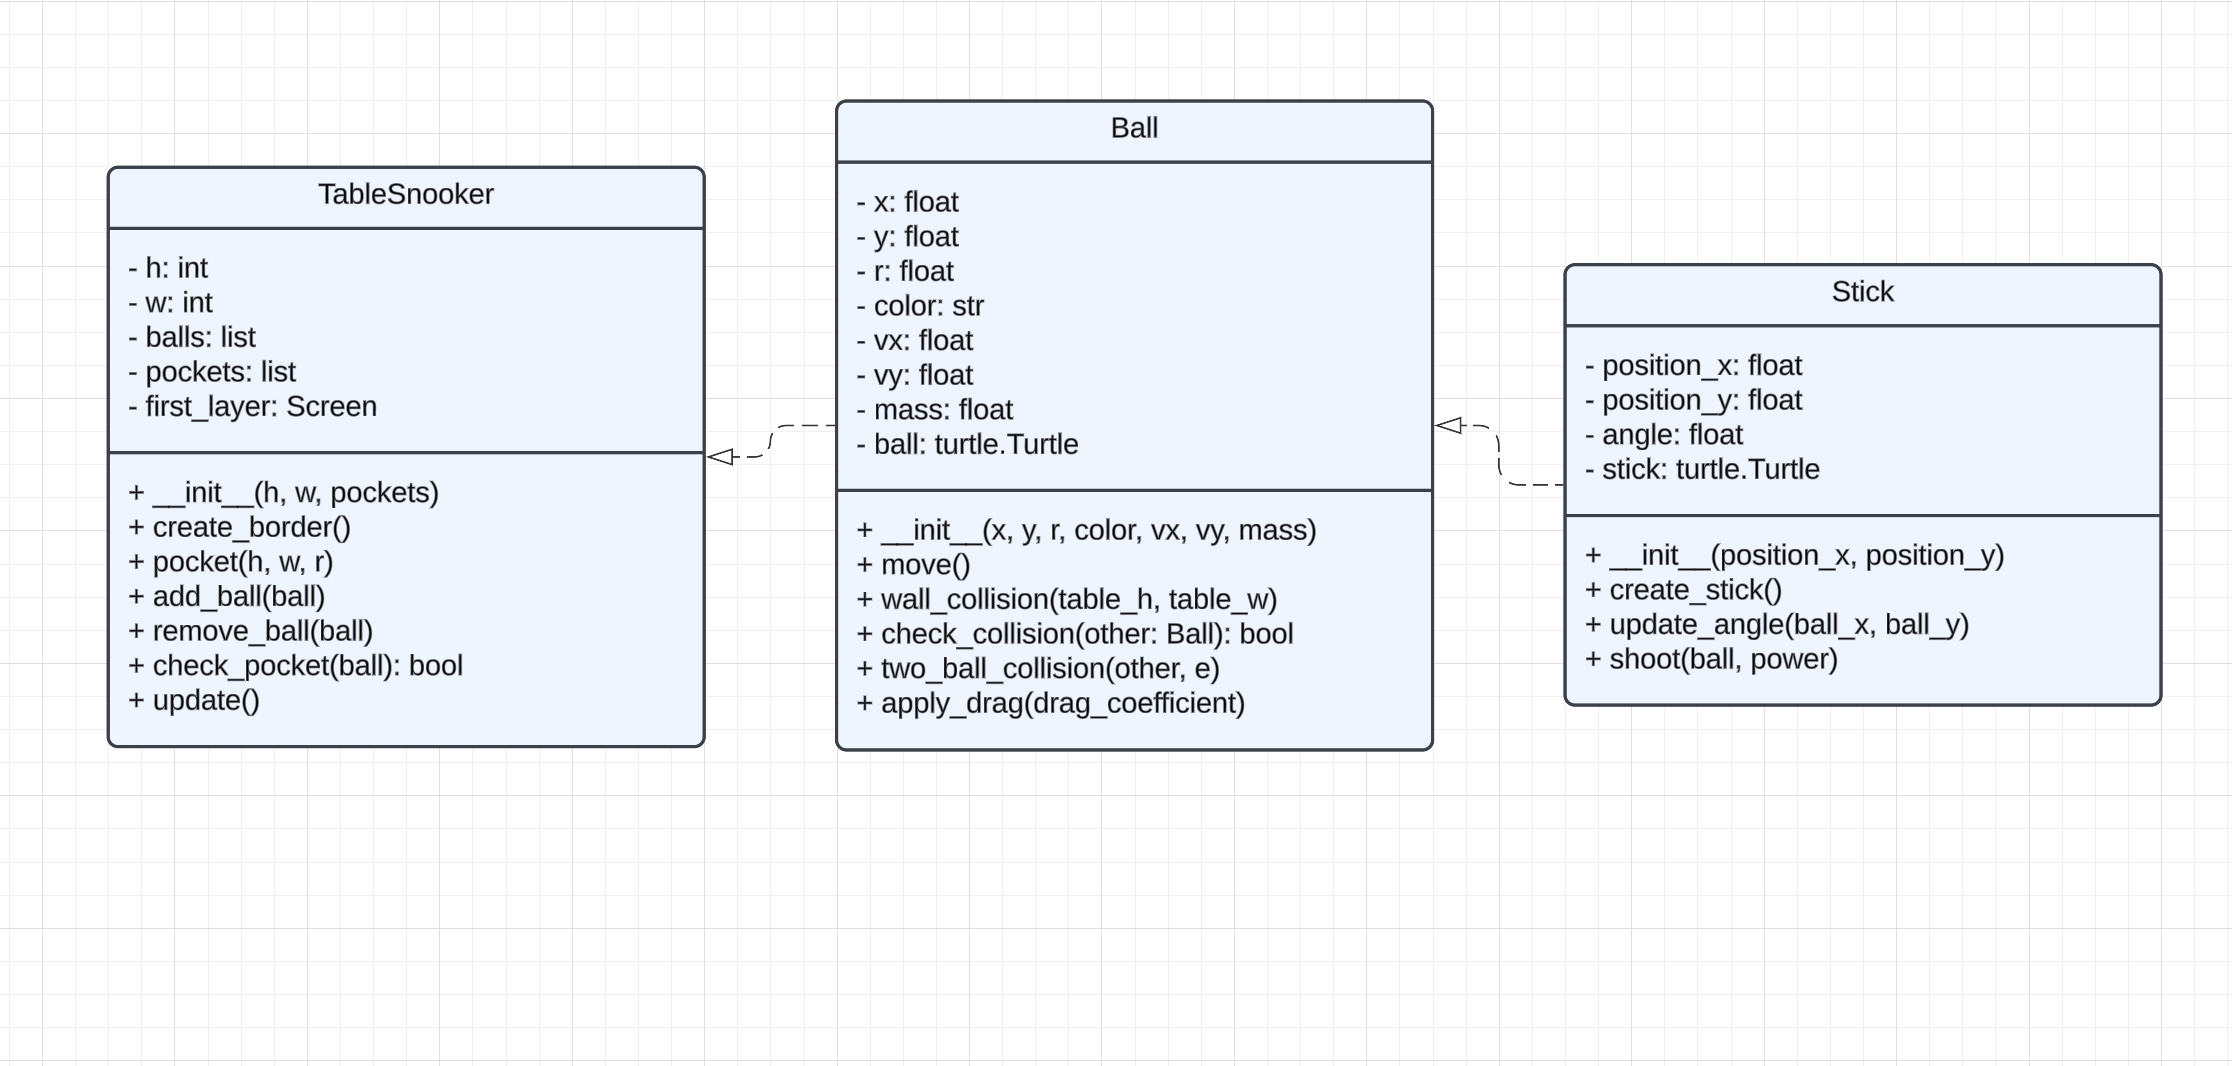 TableSnooker
- h: int
- w: int
- balls: list
- pockets: list
- first_layer: Screen
+ __init__(h, w, pockets)
+ create_border()
+ pocket(h, w, r)
+ add_ball(ball)
+ remove_ball(ball)
+ check_pocket(ball): bool
+ update()
Ball
- x: float
- y: float
- r: float
- color: str
- vx: float
- vy: float
- mass: float
- ball: turtle.Turtle
+ __init__(x, y, r, color, vx, vy, mass)
+ move()
+ wall_collision(table_h, table_w)
+ check_collision(other: Ball): bool
+ two_ball_collision(other, e)
+ apply_drag(drag_coefficient)
Stick
- position_x: float
- position_y: float
- angle: float
- stick: turtle.Turtle
+ __init__(position_x, position_y)
+ create_stick()
+ update_angle(ball_x, ball_y)
+ shoot(ball, power)